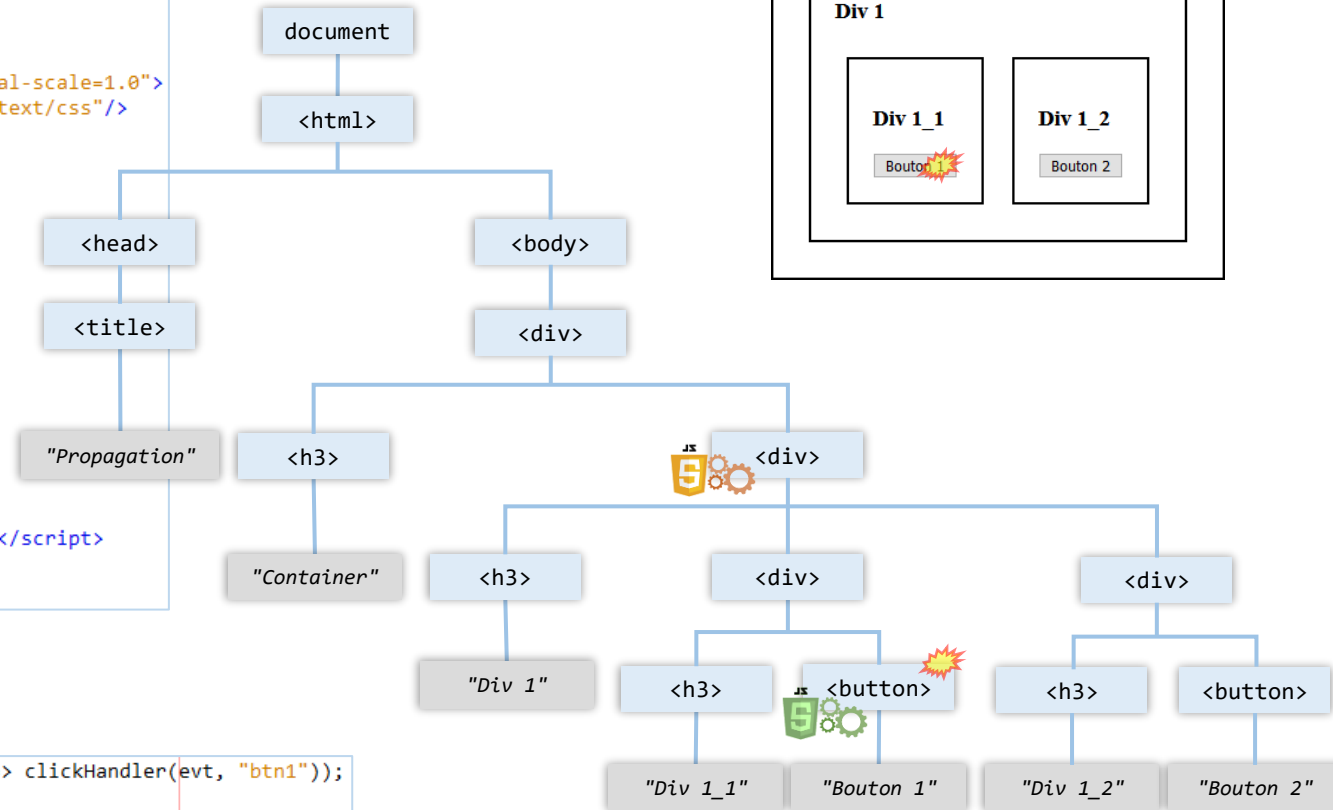 document
<html>
<head>
<body>
<title>
<div>
"Propagation"
<h3>
<div>
"Container"
<h3>
<div>
<div>
"Div 1"
<h3>
<button>
<h3>
<button>
"Div 1_1"
"Bouton 1"
"Div 1_2"
"Bouton 2"
JS
JS
al-scale=1.0">
text/css"/>
</script>
> clickHandler(evt, "btn1"));
Div 1
Div 1_1
Div 1_2
Bouton 1
Bouton 2